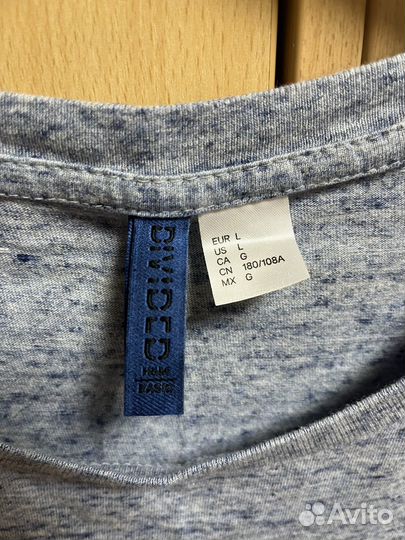 DIVIDED
H&M
BASIC
EUR L
US L
CA G
CN 180/108A
MX G
Avito